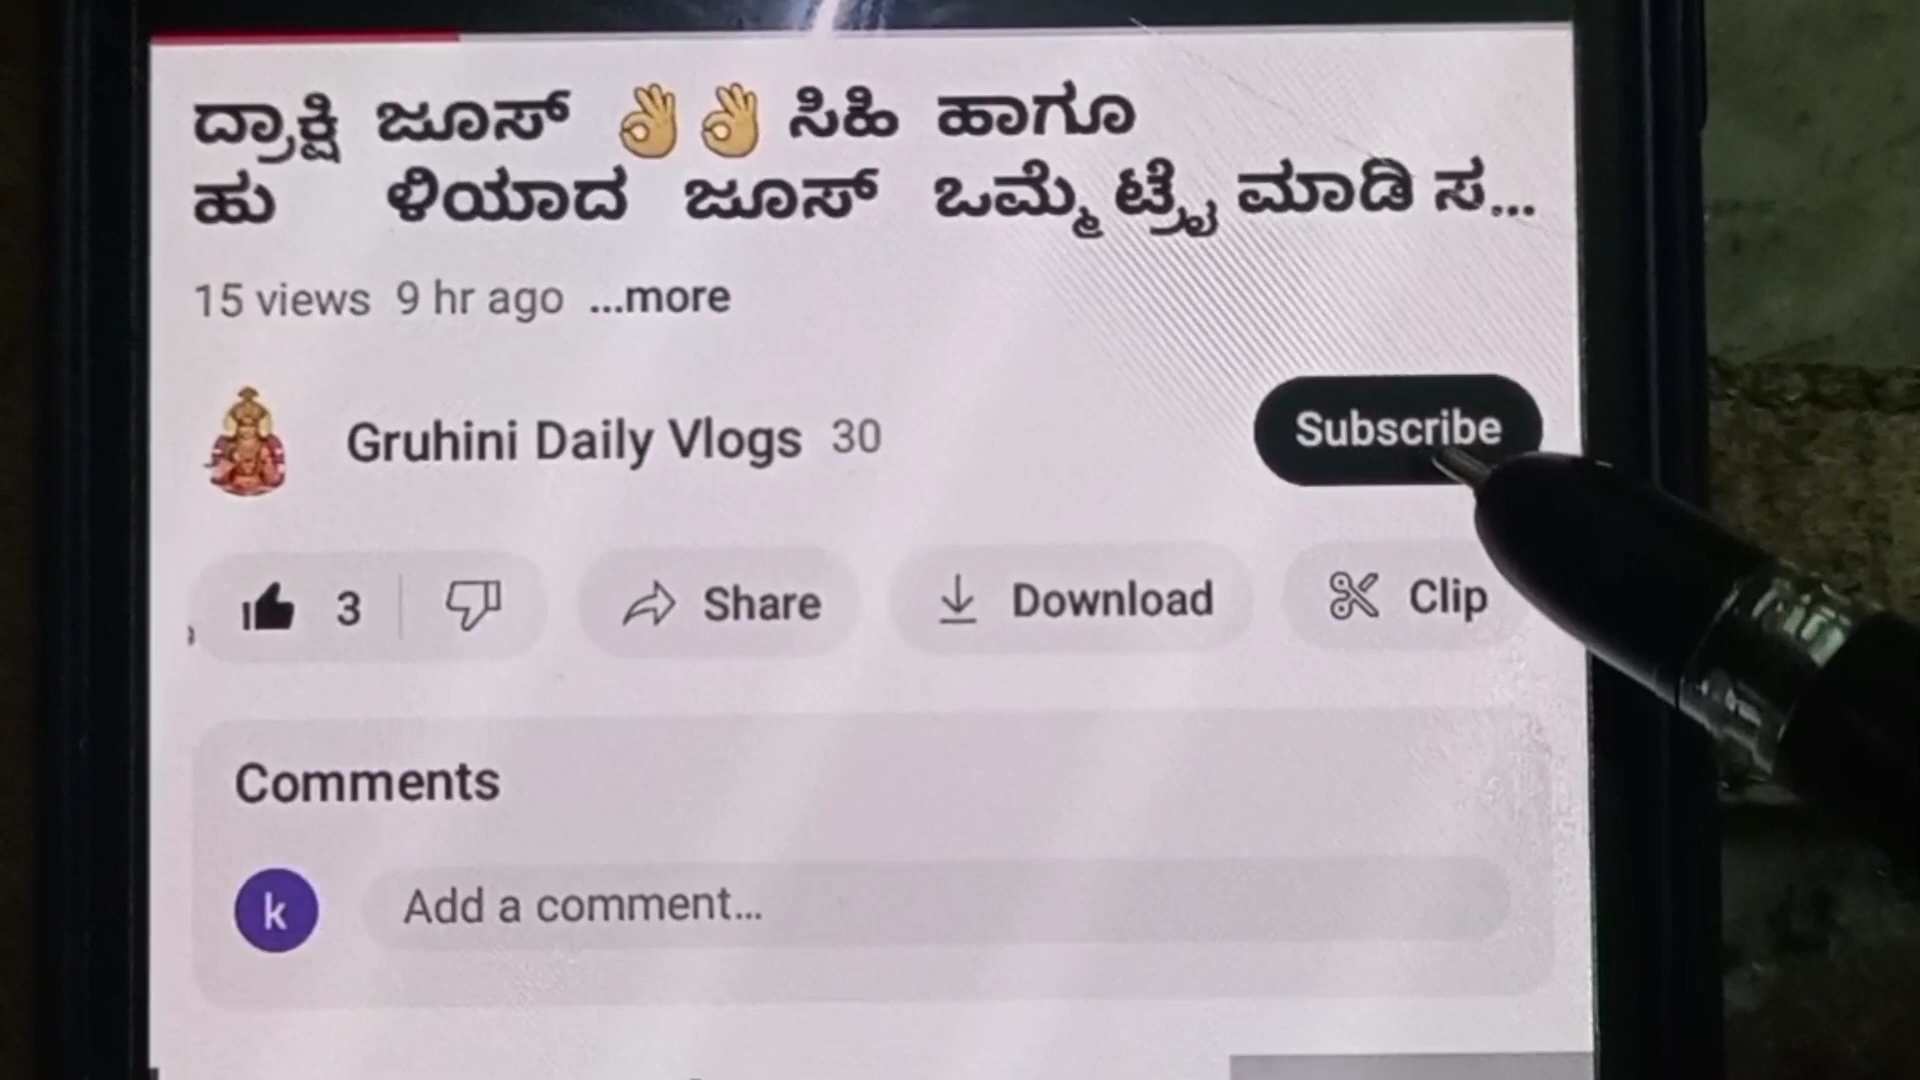 ದ್ರಾಕ್ಷಿ ಜ್ಯೂಸ್ 👌👌 ಸಿಹಿ ಹಾಗೂ
ಹು ಳಿಯಾದ ಜ್ಯೂಸ್ ಒಮ್ಮೆ ಟ್ರೈ ಮಾಡಿ ಸ...
15 views 9 hr ago ...more
Gruhini Daily Vlogs 30
Subscribe
3
Share
Download
Clip
Comments
k
Add a comment...